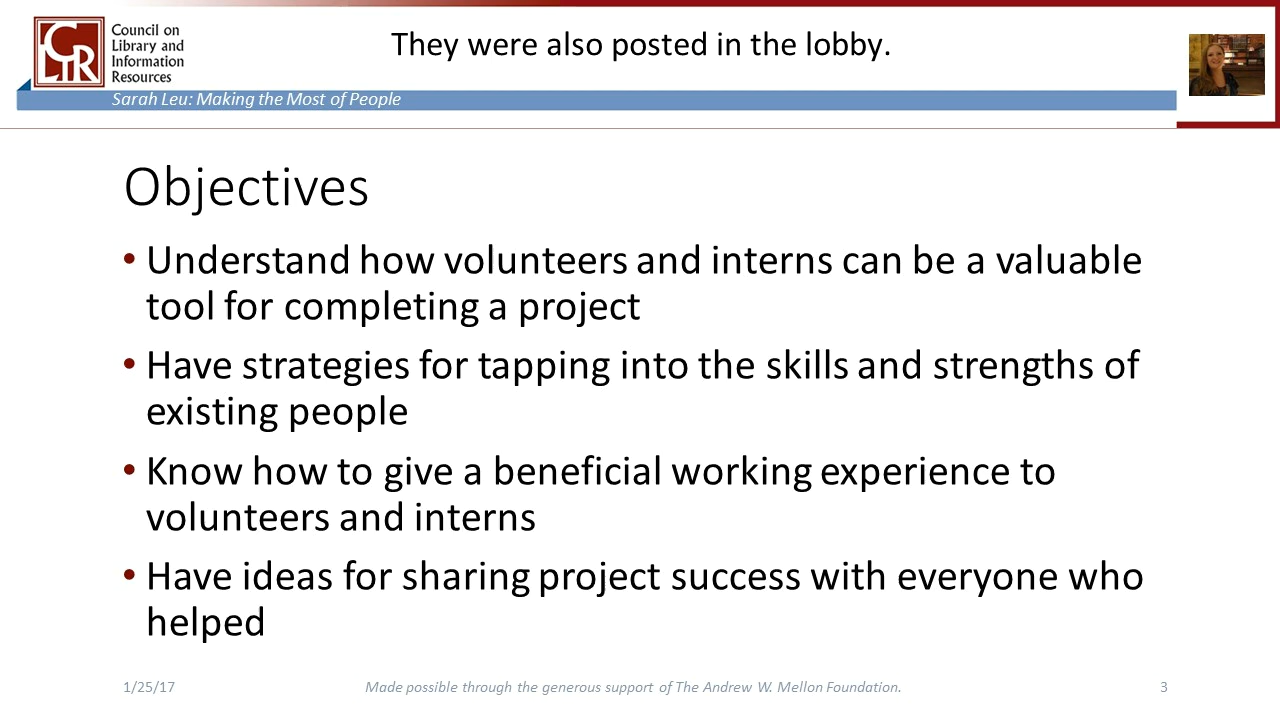 CLIR
Council on
Library and
Information
Resources
They were also posted in the lobby.
Sarah Leu: Making the Most of People
Objectives
• Understand how volunteers and interns can be a valuable
tool for completing a project
• Have strategies for tapping into the skills and strengths of
existing people
• Know how to give a beneficial working experience to
volunteers and interns
• Have ideas for sharing project success with everyone who
helped
1/25/17
Made possible through the generous support of The Andrew W. Mellon Foundation.
3